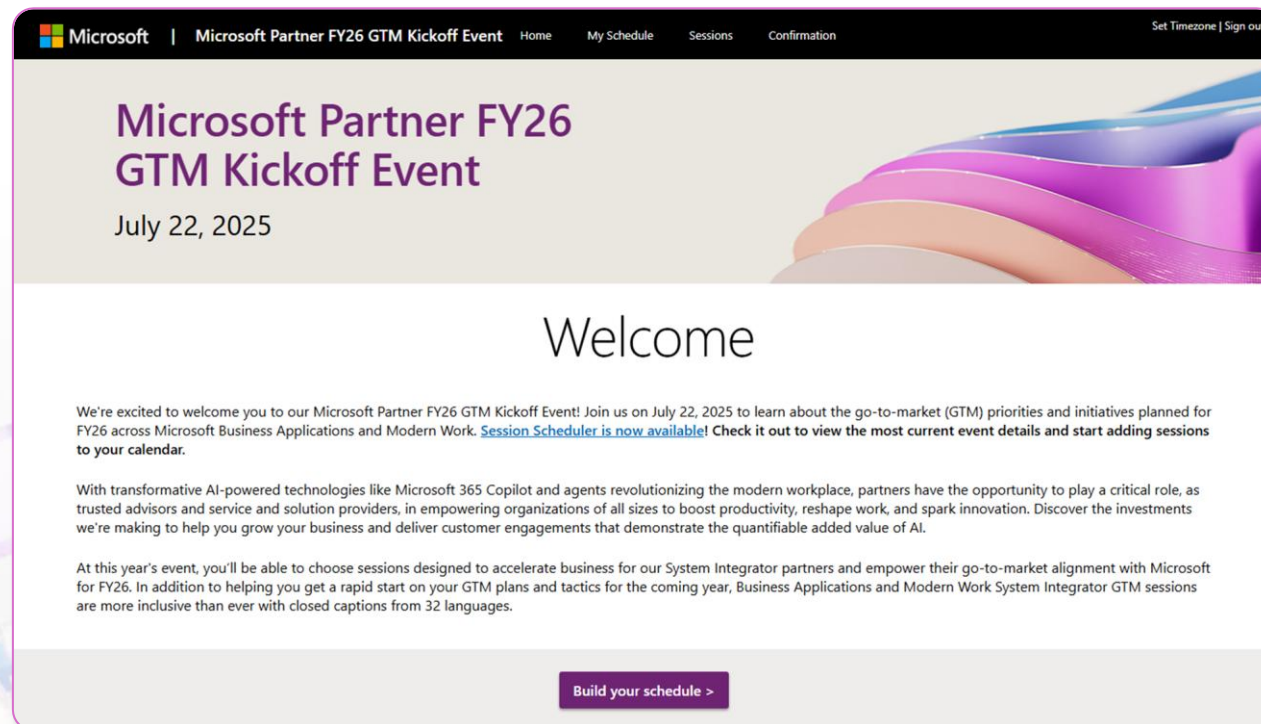 Microsoft | Microsoft Partner FY26 GTM Kickoff Event Home My Schedule Sessions Confirmation Set Timezone | Sign ou
Microsoft Partner FY26
GTM Kickoff Event
July 22, 2025
Welcome
We're excited to welcome you to our Microsoft Partner FY26 GTM Kickoff Event! Join us on July 22, 2025 to learn about the go-to-market (GTM) priorities and initiatives planned for
FY26 across Microsoft Business Applications and Modern Work. Session Scheduler is now available! Check it out to view the most current event details and start adding sessions
to your calendar.
With transformative AI-powered technologies like Microsoft 365 Copilot and agents revolutionizing the modern workplace, partners have the opportunity to play a critical role, as
trusted advisors and service and solution providers, in empowering organizations of all sizes to boost productivity, reshape work, and spark innovation. Discover the investments
we're making to help you grow your business and deliver customer engagements that demonstrate the quantifiable added value of AI.
At this year's event, you'll be able to choose sessions designed to accelerate business for our System Integrator partners and empower their go-to-market alignment with Microsoft
for FY26. In addition to helping you get a rapid start on your GTM plans and tactics for the coming year, Business Applications and Modern Work System Integrator GTM sessions
are more inclusive than ever with closed captions from 32 languages.
Build your schedule >